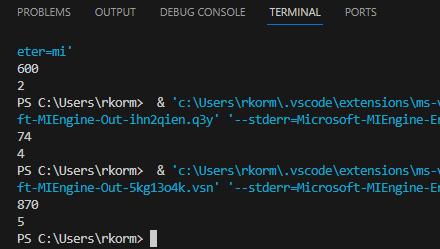 PROBLEMS OUTPUT DEBUG CONSOLE TERMINAL PORTS
eter=mi'
600
2
PS C:\Users\rkorm>  & 'c:\Users\rkorm\.vscode\extensions\ms-v
ft-MIEngine-Out-ihn2qien.q3y' '--stderr=Microsoft-MIEngine-Er
74
4
PS C:\Users\rkorm>  & 'c:\Users\rkorm\.vscode\extensions\ms-v
ft-MIEngine-Out-5kg13o4k.vsn' '--stderr=Microsoft-MIEngine-Er
870
5
PS C:\Users\rkorm>